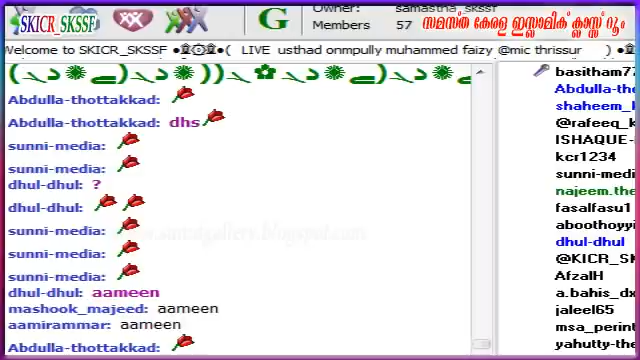 SKICR_SKSSF
G
Owner: samastha_skssf
Members 57
സമസ്ത കേരള ഇസ്ലാമിക് ക്ലാസ്സ് റൂം
Welcome to SKICR_SKSSF ●۩۞۩●( LIVE usthad onmpully muhammed faizy @mic thrissur )
Abdulla-thottakkad:
Abdulla-thottakkad: dhs
sunni-media:
sunni-media:
dhul-dhul: ?
dhul-dhul:
sunni-media:
sunni-media:
sunni-media:
dhul-dhul: aameen
mashook_majeed: aameen
aamirammar: aameen
Abdulla-thottakkad:
basitham77
Abdulla-tho
shaheem_k
@rafeeq_k
ISHAQUE-
kcr1234
sunni-medi
najeem.the
fasalfasu1
aboothoyyi
dhul-dhul
@KICR_SK
AfzalH
a.bahis_dx
jaleel65
msa_perint
yahutty-the